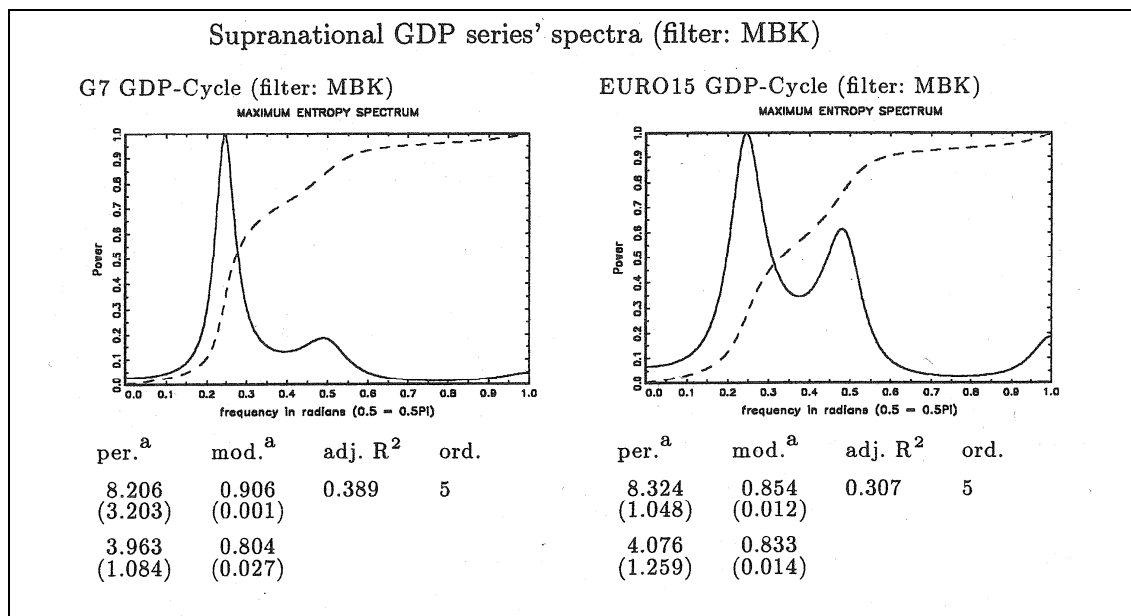 Supranational GDP series' spectra (filter: MBK)
G7 GDP-Cycle (filter: MBK)
MAXIMUM ENTROPY SPECTRUM
Power
0.0 0.1 0.2 0.3 0.4 0.5 0.6 0.7 0.8 0.9 1.0
0.0 0.1 0.2 0.3 0.4 0.5 0.6 0.7 0.8 0.9 1.0
frequency in radians (0.5 = 0.5PI)
per.a mod.a adj. R2 ord.
8.206 0.906 0.389 5
(3.203) (0.001)
3.963 0.804
(1.084) (0.027)
EURO15 GDP-Cycle (filter: MBK)
MAXIMUM ENTROPY SPECTRUM
Power
0.0 0.1 0.2 0.3 0.4 0.5 0.6 0.7 0.8 0.9 1.0
0.0 0.1 0.2 0.3 0.4 0.5 0.6 0.7 0.8 0.9 1.0
frequency in radians (0.5 = 0.5PI)
per.a mod.a adj. R2 ord.
8.324 0.854 0.307 5
(1.048) (0.012)
4.076 0.833
(1.259) (0.014)